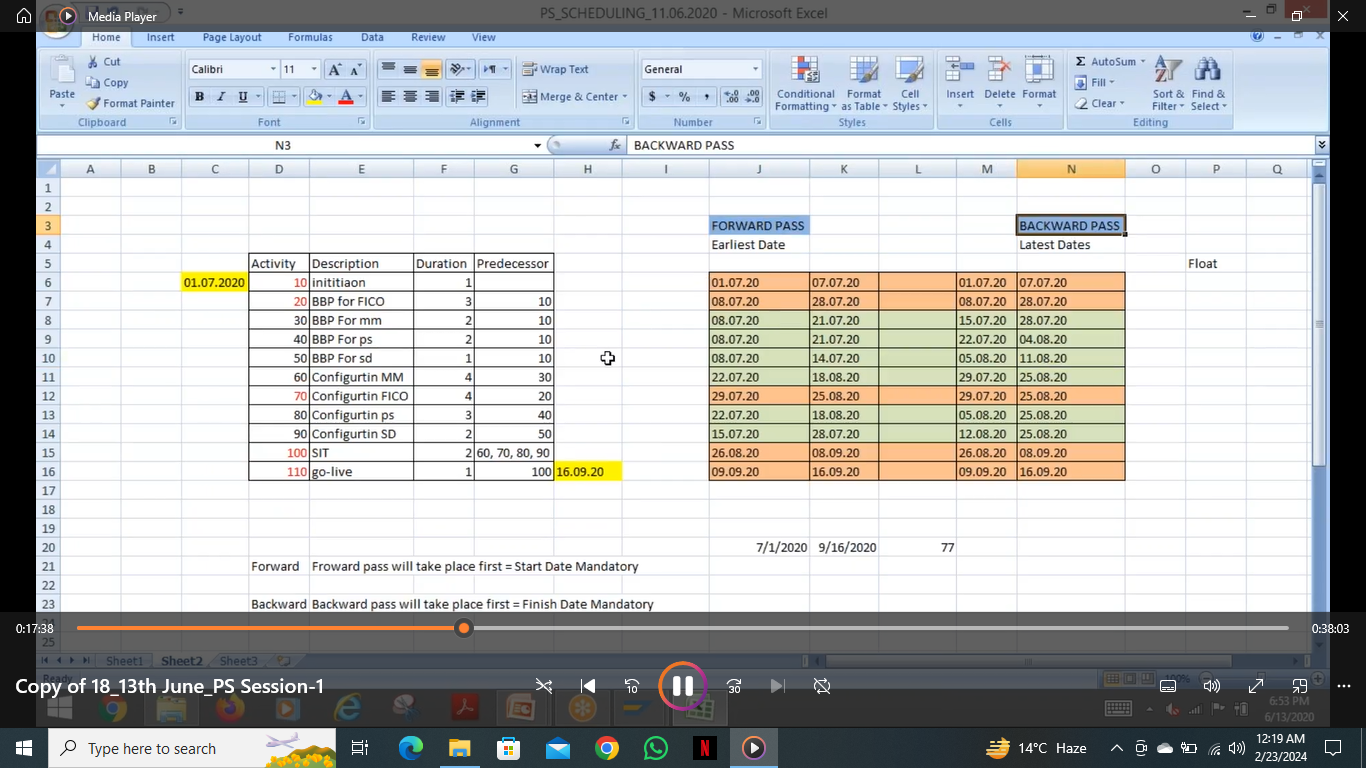 Media Player
PS_SCHEDULING_11.06.2020 - Microsoft Excel
Home Insert Page Layout Formulas Data Review View
Paste Cut Copy Format Painter Clipboard
Calibri 11 B I U A Font
Wrap Text Merge & Center Alignment
General $ % , Number
Conditional Formatting Format as Table Cell Styles Styles
Insert Delete Format Cells
Σ AutoSum Fill Clear Sort & Filter Find & Select Editing
N3 fx BACKWARD PASS
A B C D E F G H I J K L M N O P Q
1
2
3 FORWARD PASS BACKWARD PASS
4 Earliest Date Latest Dates
5 Activity Description Duration Predecessor Float
6 01.07.2020 10 inititiaon 1 01.07.20 07.07.20 01.07.20 07.07.20
7 20 BBP for FICO 3 10 08.07.20 28.07.20 08.07.20 28.07.20
8 30 BBP For mm 2 10 08.07.20 21.07.20 15.07.20 28.07.20
9 40 BBP For ps 2 10 08.07.20 21.07.20 22.07.20 04.08.20
10 50 BBP For sd 1 10 08.07.20 14.07.20 05.08.20 11.08.20
11 60 Configurtin MM 4 30 22.07.20 18.08.20 29.07.20 25.08.20
12 70 Configurtin FICO 4 20 29.07.20 25.08.20 29.07.20 25.08.20
13 80 Configurtin ps 3 40 22.07.20 18.08.20 05.08.20 25.08.20
14 90 Configurtin SD 2 50 15.07.20 28.07.20 12.08.20 25.08.20
15 100 SIT 2 60, 70, 80, 90 26.08.20 08.09.20 26.08.20 08.09.20
16 110 go-live 1 100 16.09.20 09.09.20 16.09.20 09.09.20 16.09.20
17
18
19
20 7/1/2020 9/16/2020 77
21 Forward Froward pass will take place first = Start Date Mandatory
22
23 Backward Backward pass will take place first = Finish Date Mandatory
0:17:38 0:38:03
25
Sheet1 Sheet2 Sheet3
Ready 100%
Copy of 18_13th June_PS Session-1 10 30
6:53 PM
6/13/2020
Type here to search 14°C Haze 12:19 AM
2/23/2024